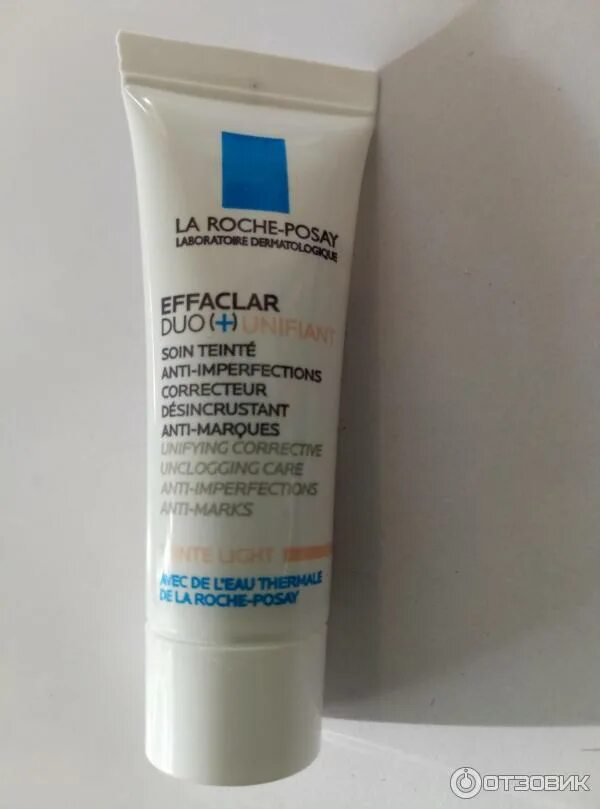 LA ROCHE-POSAY
LABORATOIRE DERMATOLOGIQUE
EFFACLAR
DUO(+) UNIFIANT
SOIN TEINTÉ
ANTI-IMPERFECTIONS
CORRECTEUR
DÉSINCRUSTANT
ANTI-MARQUES
UNIFYING CORRECTIVE
UNCLOGGING CARE
ANTI-IMPERFECTIONS
ANTI-MARKS
TEINTE LIGHT
AVEC DE L'EAU THERMALE
DE LA ROCHE-POSAY
ОТЗОВИК